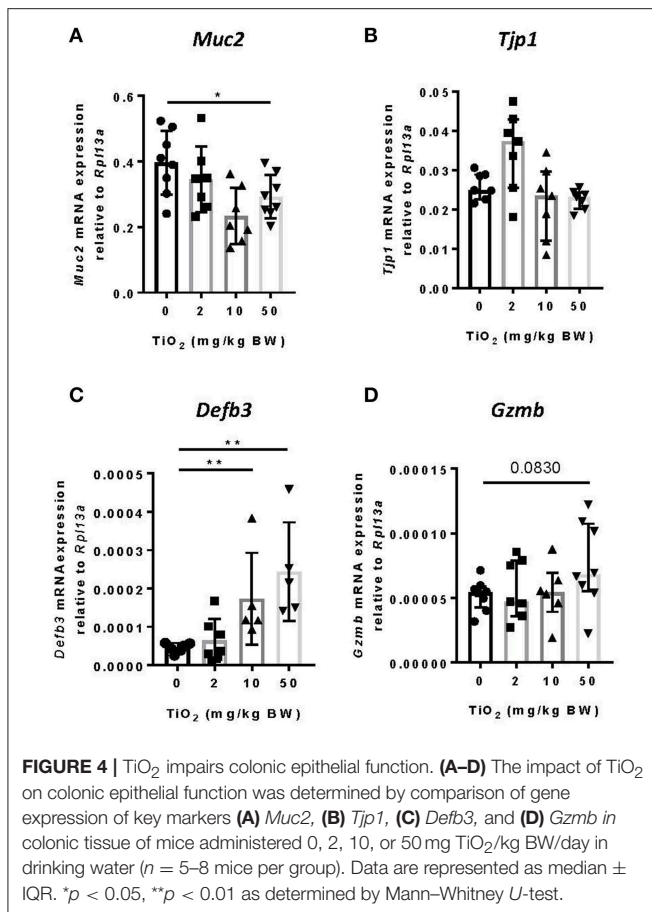 A
Muc2
Muc2 mRNA expression
relative to Rpl13a
0.6
0.4
0.2
0.0
*
0
2
10
50
TiO2 (mg/kg BW)
B
Tjp1
Tjp1 mRNA expression
relative to Rpl13a
0.05
0.04
0.03
0.02
0.01
0.00
0
2
10
50
TiO2 (mg/kg BW)
C
Defb3
Defb3 mRNA expression
relative to Rpl13a
0.0005
0.0004
0.0003
0.0002
0.0001
0.0000
**
**
0
2
10
50
TiO2 (mg/kg BW)
D
Gzmb
Gzmb mRNA expression
relative to Rpl13a
0.00015
0.00010
0.00005
0.00000
0.0830
0
2
10
50
TiO2 (mg/kg BW)
FIGURE 4 | TiO2 impairs colonic epithelial function. (A–D) The impact of TiO2
on colonic epithelial function was determined by comparison of gene
expression of key markers (A) Muc2, (B) Tjp1, (C) Defb3, and (D) Gzmb in
colonic tissue of mice administered 0, 2, 10, or 50 mg TiO2/kg BW/day in
drinking water (n = 5–8 mice per group). Data are represented as median ±
IQR. *p < 0.05, **p < 0.01 as determined by Mann–Whitney U-test.